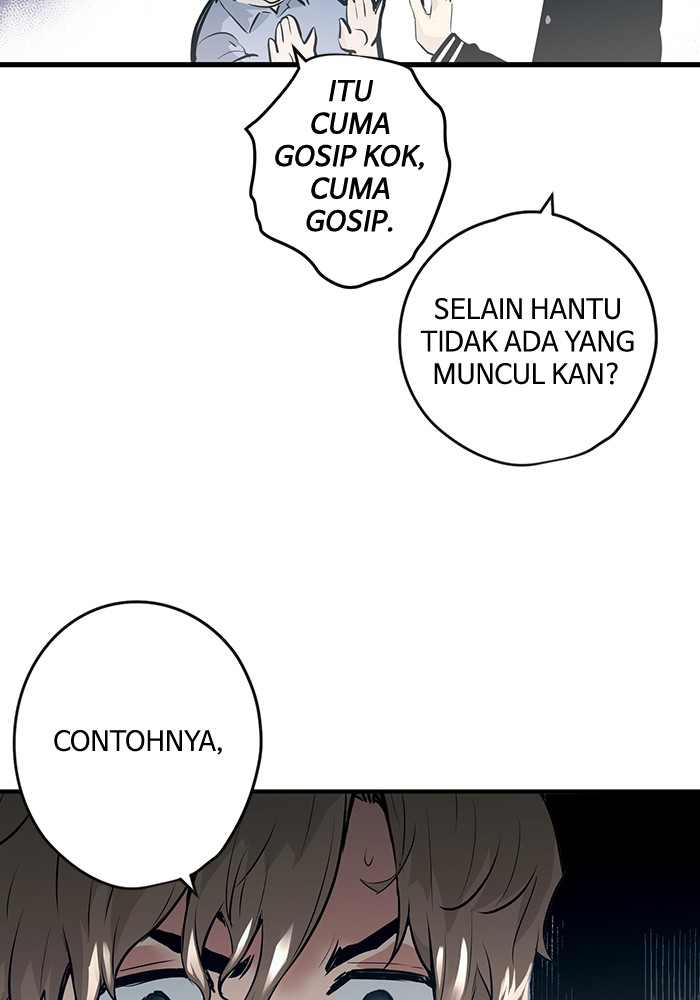 ITU
CUMA
GOSIP KOK,
CUMA
GOSIP.
SELAIN HANTU
TIDAK ADA YANG
MUNCUL KAN?
CONTOHNYA,